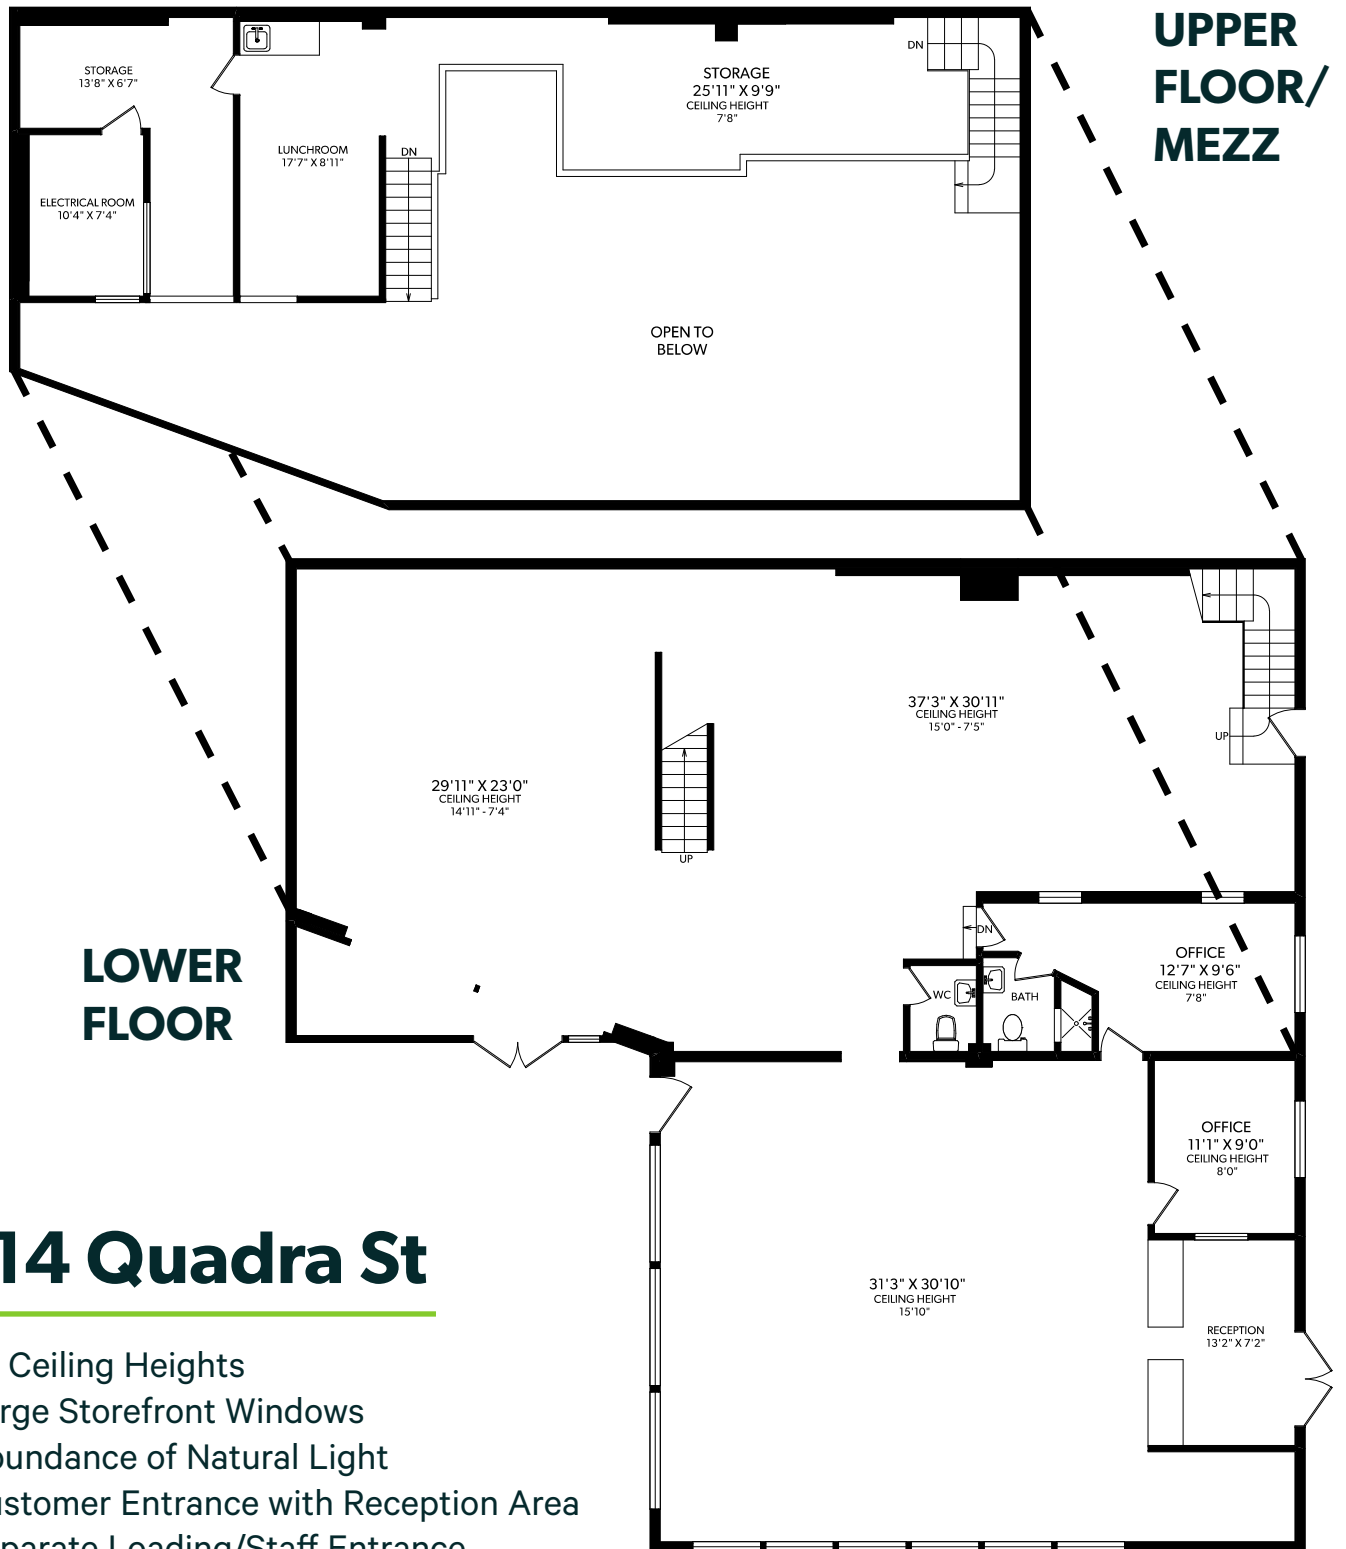 UPPER
FLOOR/
MEZZ
STORAGE
13'8" X 6'7"
ELECTRICAL ROOM
10'4" X 7'4"
LUNCHROOM
17'7" X 8'11"
DN
STORAGE
25'11" X 9'9"
CEILING HEIGHT
7'8"
DN
OPEN TO
BELOW
LOWER
FLOOR
29'11" X 23'0"
CEILING HEIGHT
14'11" - 7'4"
UP
37'3" X 30'11"
CEILING HEIGHT
15'0" - 7'5"
UP
DN
WC
BATH
OFFICE
12'7" X 9'6"
CEILING HEIGHT
7'8"
OFFICE
11'1" X 9'0"
CEILING HEIGHT
8'0"
31'3" X 30'10"
CEILING HEIGHT
15'10"
RECEPTION
13'2" X 7'2"
14 Quadra St
Ceiling Heights
rge Storefront Windows
oundance of Natural Light
ustomer Entrance with Reception Area
parate Loading/Staff Entrance